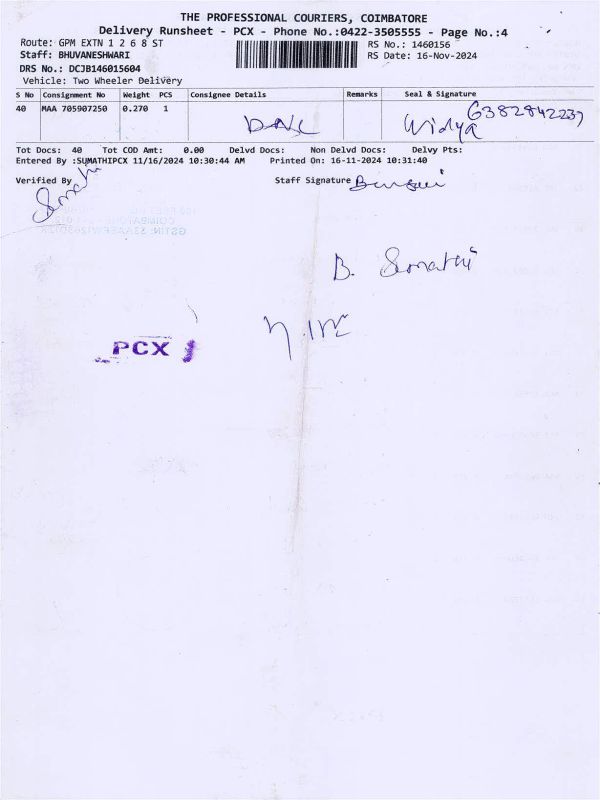 THE PROFESSIONAL COURIERS, COIMBATORE
Delivery Runsheet - PCX - Phone No.:0422-3505555 - Page No.:4
Route: GPM EXTN 1 2 6 8 ST
RS No.: 1460156
Staff: BHUVANESHWARI
RS Date: 16-Nov-2024
DRS No.: DCJB146015604
Vehicle: Two Wheeler Delivery
S No Consignment No Weight PCS Consignee Details Remarks Seal & Signature
40 MAA 705907250 0.270 1
6382842237
Widya
Tot Docs: 40 Tot COD Amt: 0.00 Delvd Docs: Non Delvd Docs: Delvy Pts:
Entered By :SUMATHIPCX 11/16/2024 10:30:44 AM Printed On: 16-11-2024 10:31:40
Verified By Sumathi Staff Signature
B. Sumathi
PCX